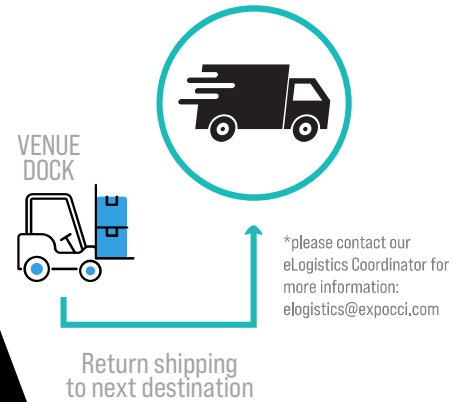 VENUE
DOCK
*please contact our
eLogistics Coordinator for
more information:
elogistics@expocci.com
Return shipping
to next destination